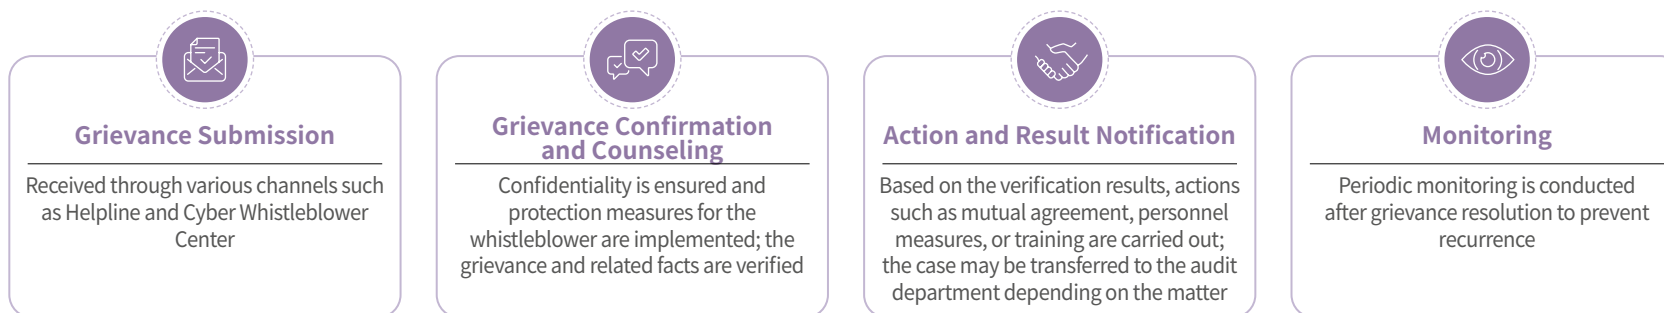 Grievance Submission
Received through various channels such
as Helpline and Cyber Whistleblower
Center
Grievance Confirmation
and Counseling
Confidentiality is ensured and
protection measures for the
whistleblower are implemented; the
grievance and related facts are verified
Action and Result Notification
Based on the verification results, actions
such as mutual agreement, personnel
measures, or training are carried out;
the case may be transferred to the audit
department depending on the matter
Monitoring
Periodic monitoring is conducted
after grievance resolution to prevent
recurrence